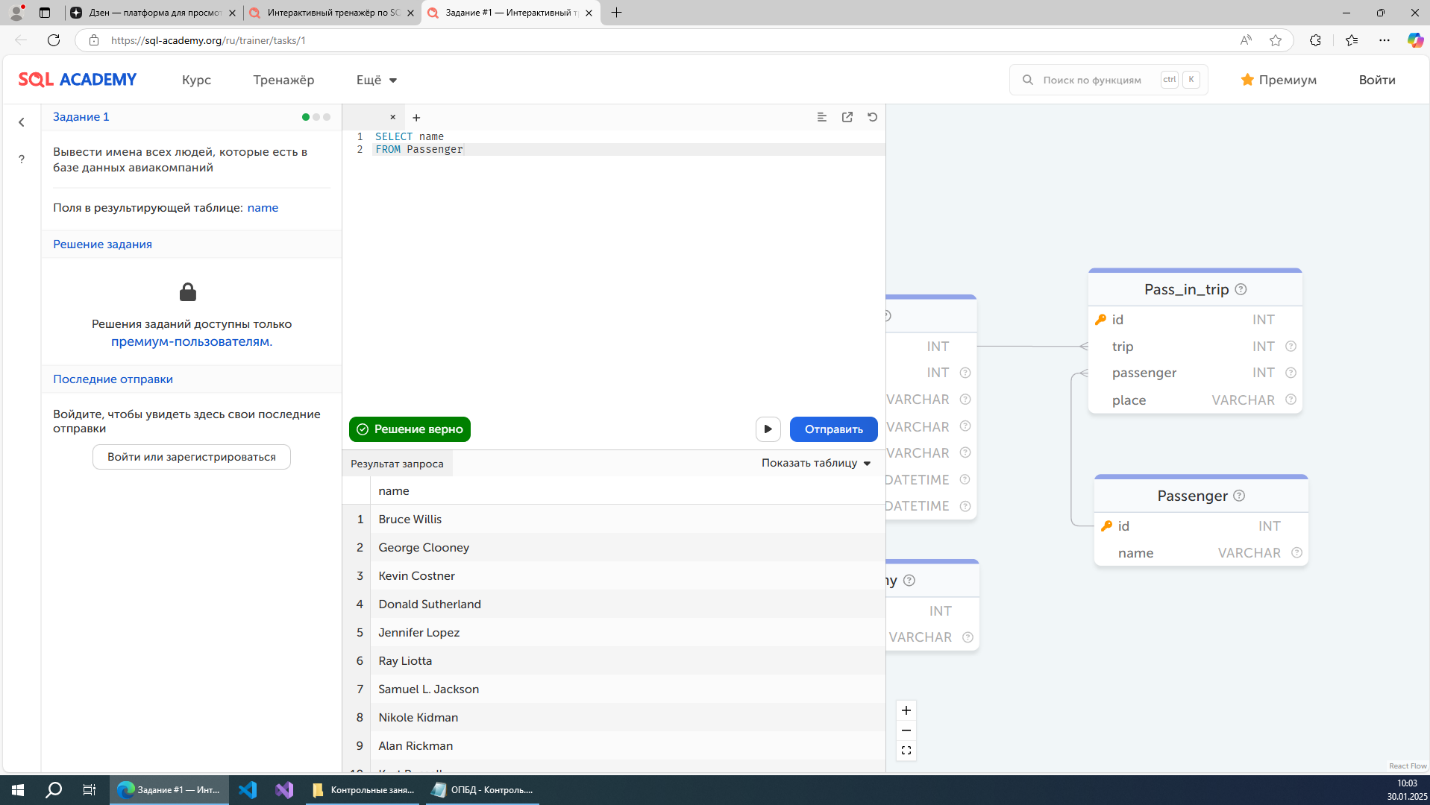 Дзен — платформа для просмот
Интерактивный тренажёр по SQ
Задание #1 — Интерактивный т
https://sql-academy.org/ru/trainer/tasks/1
SQL ACADEMY
Курс
Тренажёр
Ещё
Поиск по функциям
ctrl
K
Премиум
Войти
?
Задание 1
Вывести имена всех людей, которые есть в
базе данных авиакомпаний
Поля в результирующей таблице: name
Решение задания
Решения заданий доступны только
премиум-пользователям.
Последние отправки
Войдите, чтобы увидеть здесь свои последние
отправки
Войти или зарегистрироваться
1 SELECT name
2 FROM Passenger
Решение верно
Отправить
Результат запроса
Показать таблицу
name
1 Bruce Willis
2 George Clooney
3 Kevin Costner
4 Donald Sutherland
5 Jennifer Lopez
6 Ray Liotta
7 Samuel L. Jackson
8 Nikole Kidman
9 Alan Rickman
INT
INT
VARCHAR
VARCHAR
VARCHAR
DATETIME
DATETIME
ny
INT
VARCHAR
Pass_in_trip
id INT
trip INT
passenger INT
place VARCHAR
Passenger
id INT
name VARCHAR
React Flow
Задание #1 — Инт...
Контрольные заня...
ОПБД - Контроль....
10:03
30.01.2025